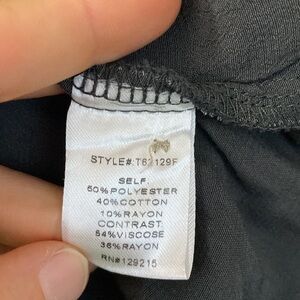 STYLE#:T62129F
SELF
50%POLYESTER
40%COTTON
10%RAYON
CONTRAST
64%VISCOSE
36%RAYON
RN#129215